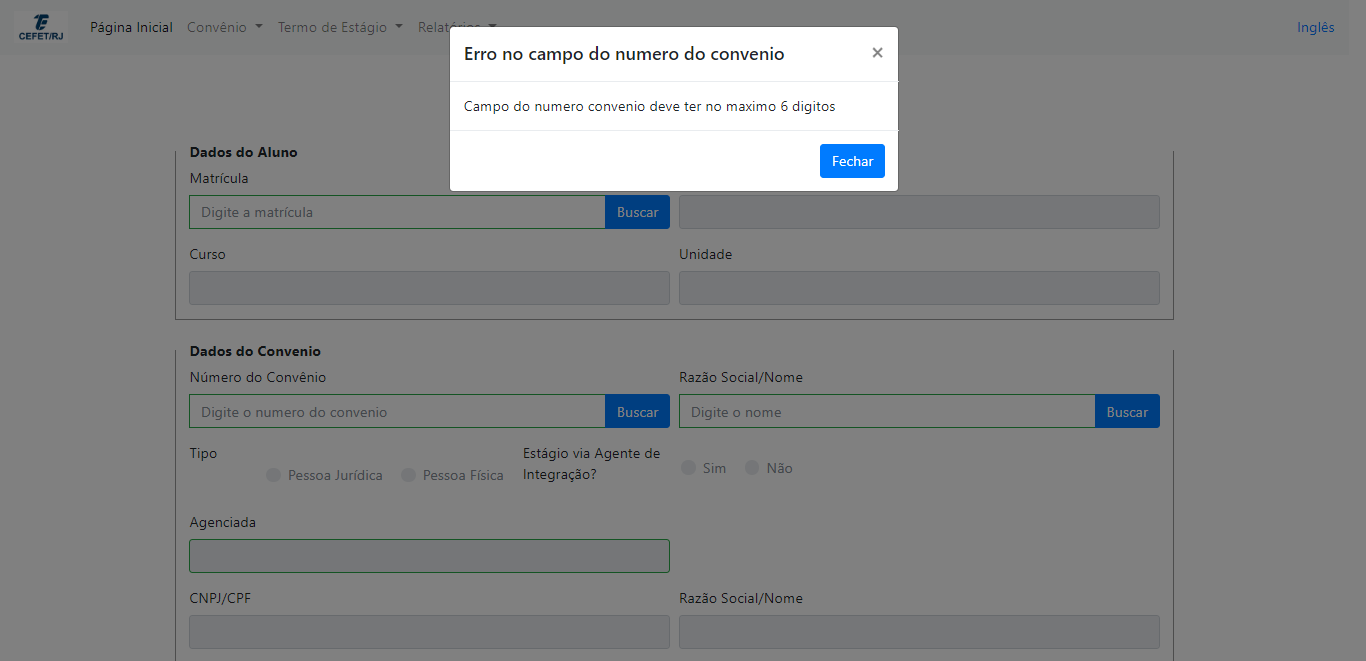 CEFET/RJ
Página Inicial Convênio Termo de Estágio Relatórios Inglês
Erro no campo do numero do convenio ×
Campo do numero convenio deve ter no maximo 6 digitos
Fechar
Dados do Aluno
Matrícula
Digite a matrícula Buscar
Curso Unidade
Dados do Convenio
Número do Convênio Razão Social/Nome
Digite o numero do convenio Buscar Digite o nome Buscar
Tipo Pessoa Jurídica Pessoa Física Estágio via Agente de
Integração? Sim Não
Agenciada
CNPJ/CPF Razão Social/Nome